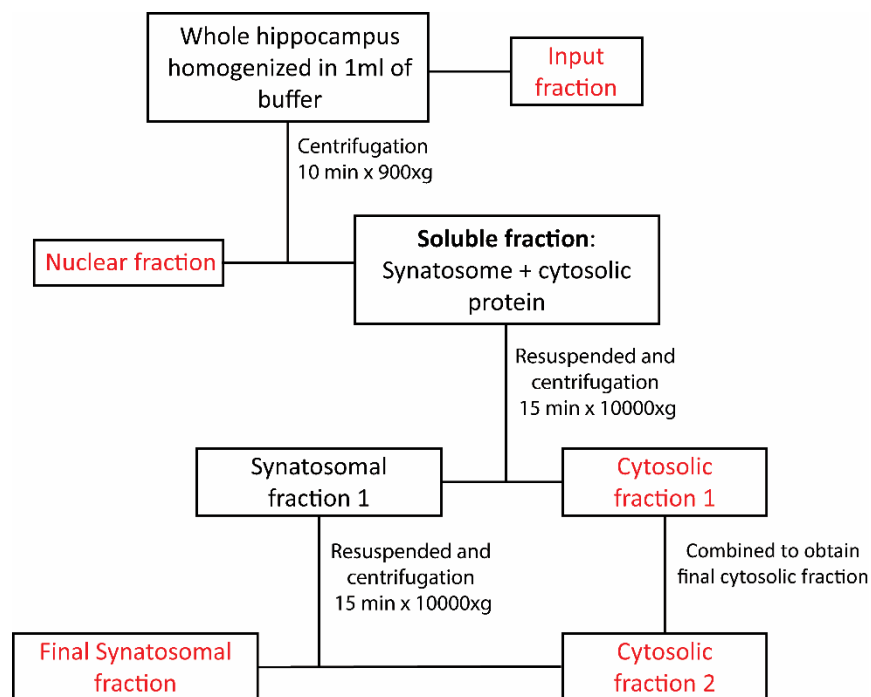 Whole hippocampus
homogenized in 1ml of
buffer
Input
fraction
Centrifugation
10 min x 900xg
Nuclear fraction
Soluble fraction:
Synatosome + cytosolic
protein
Resuspended and
centrifugation
15 min x 10000xg
Synatosomal
fraction 1
Cytosolic
fraction 1
Resuspended and
centrifugation
15 min x 10000xg
Combined to obtain
final cytosolic fraction
Final Synatosomal
fraction
Cytosolic
fraction 2